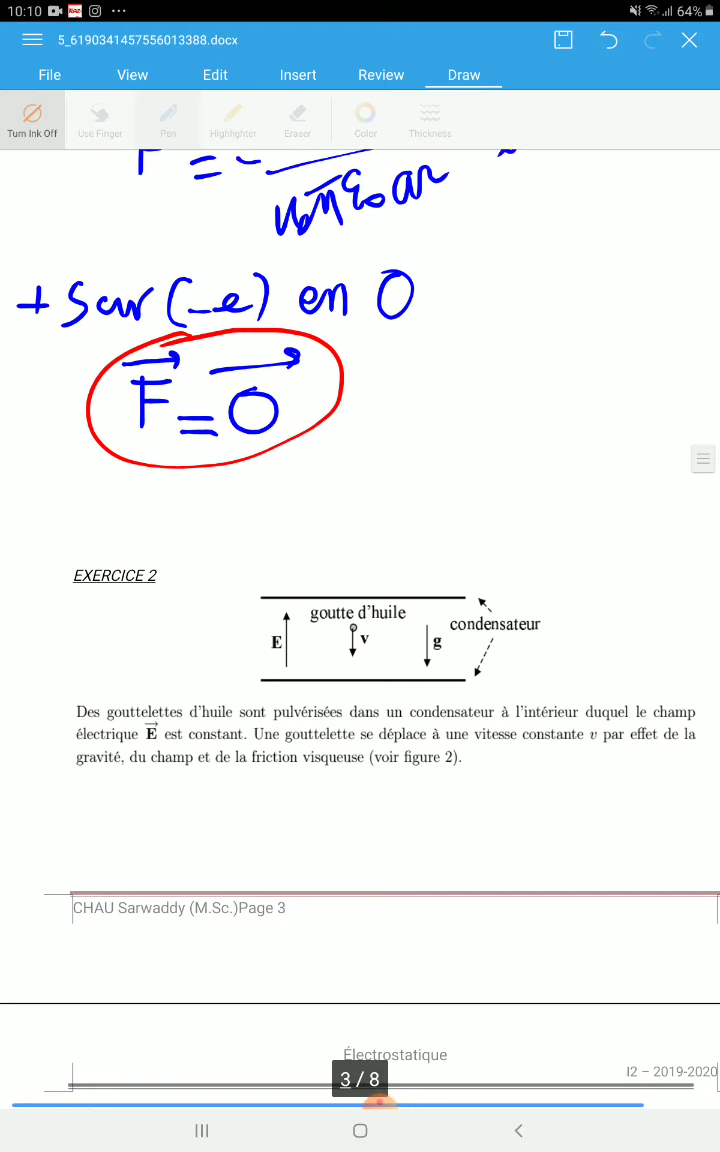 10:10 64%
5_6190341457556013388.docx
File View Edit Insert Review Draw
Turn Ink Off Use Finger Pen Highlighter Eraser Color Thickness
+ Sur (-e) en O
F = O
EXERCICE 2
goutte d'huile
condensateur
E v g
Des gouttelettes d'huile sont pulvérisées dans un condensateur à l'intérieur duquel le champ
électrique E est constant. Une gouttelette se déplace à une vitesse constante v par effet de la
gravité, du champ et de la friction visqueuse (voir figure 2).
CHAU Sarwaddy (M.Sc.)Page 3
Électrostatique
I2 – 2019-2020
3 / 8